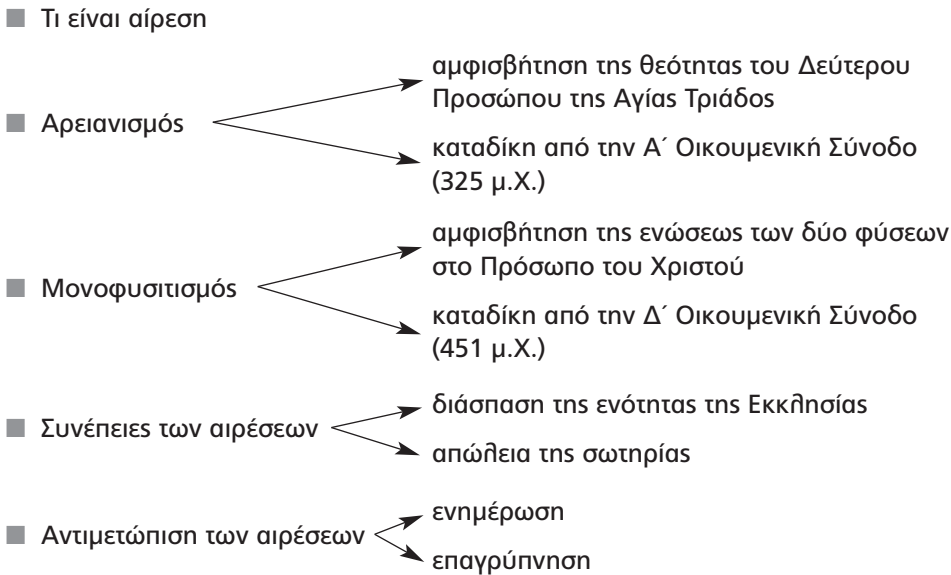 Τι είναι αίρεση
αμφισβήτηση της θεότητας του Δεύτερου
Προσώπου της Αγίας Τριάδος
Αρειανισμός
καταδίκη από την Α΄ Οικουμενική Σύνοδο
(325 μ.Χ.)
αμφισβήτηση της ενώσεως των δύο φύσεων
στο Πρόσωπο του Χριστού
Μονοφυσιτισμός
καταδίκη από την Δ΄ Οικουμενική Σύνοδο
(451 μ.Χ.)
διάσπαση της ενότητας της Εκκλησίας
Συνέπειες των αιρέσεων
απώλεια της σωτηρίας
ενημέρωση
Αντιμετώπιση των αιρέσεων
επαγρύπνηση